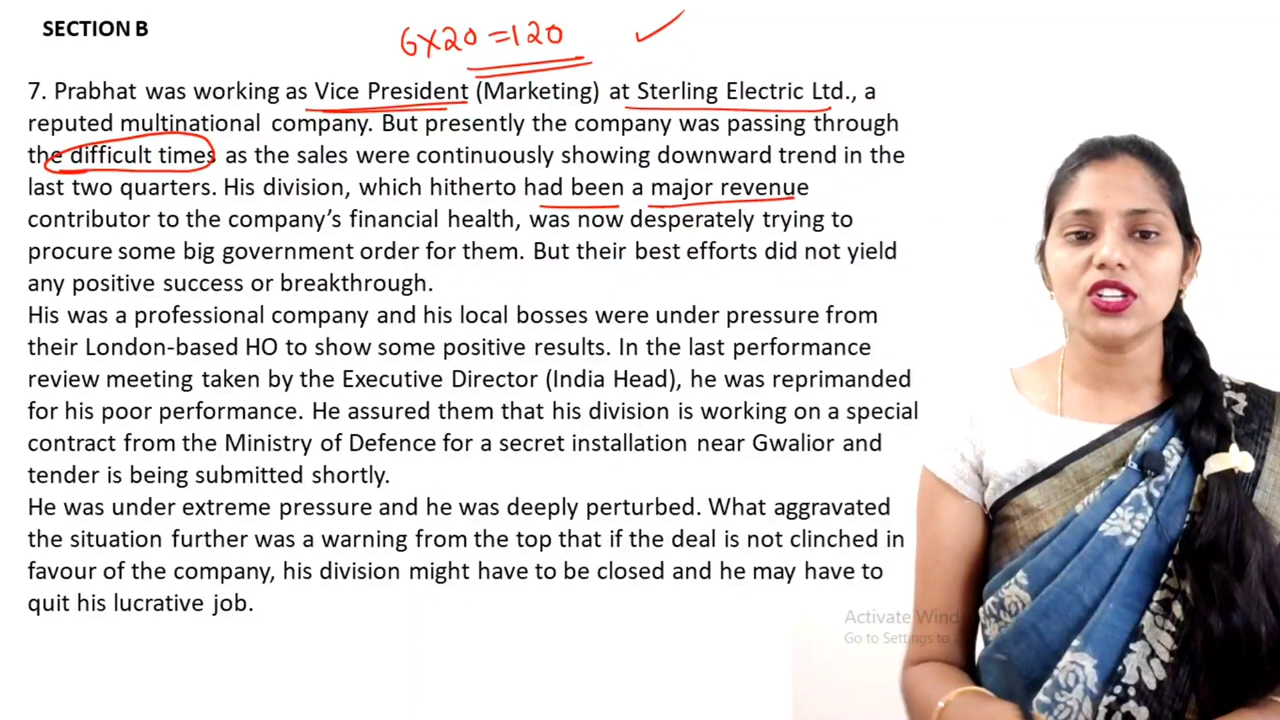 SECTION B
6X20 =120
7. Prabhat was working as Vice President (Marketing) at Sterling Electric Ltd., a
reputed multinational company. But presently the company was passing through
the difficult times as the sales were continuously showing downward trend in the
last two quarters. His division, which hitherto had been a major revenue
contributor to the company’s financial health, was now desperately trying to
procure some big government order for them. But their best efforts did not yield
any positive success or breakthrough.
His was a professional company and his local bosses were under pressure from
their London-based HO to show some positive results. In the last performance
review meeting taken by the Executive Director (India Head), he was reprimanded
for his poor performance. He assured them that his division is working on a special
contract from the Ministry of Defence for a secret installation near Gwalior and
tender is being submitted shortly.
He was under extreme pressure and he was deeply perturbed. What aggravated
the situation further was a warning from the top that if the deal is not clinched in
favour of the company, his division might have to be closed and he may have to
quit his lucrative job.
Activate Wind
Go to Settings to